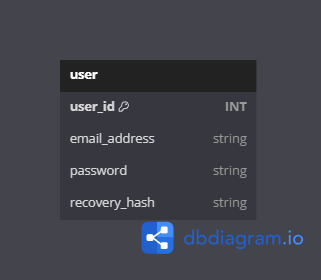 user
user_id INT
email_address string
password string
recovery_hash string
dbdiagram.io